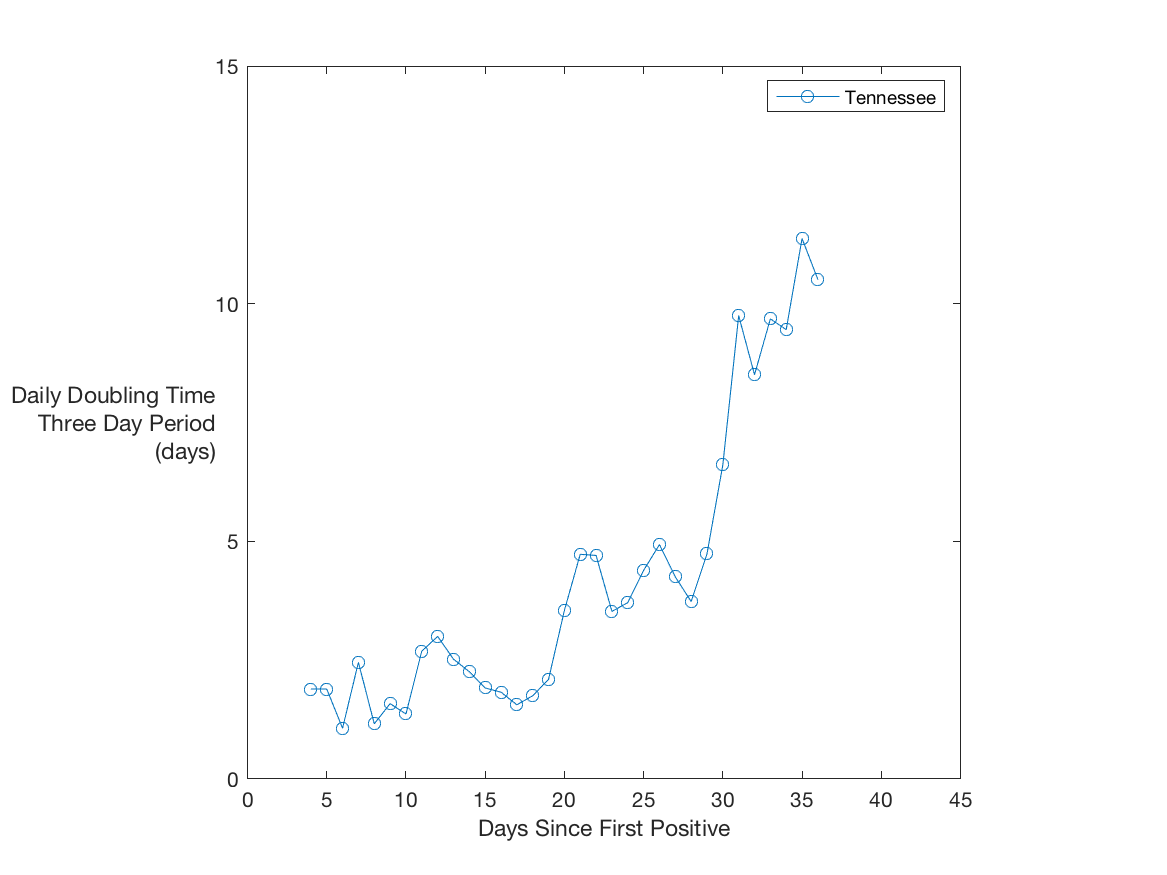 15
Tennessee
10
Daily Doubling Time
Three Day Period
(days)
5
0
0 5 10 15 20 25 30 35 40 45
Days Since First Positive